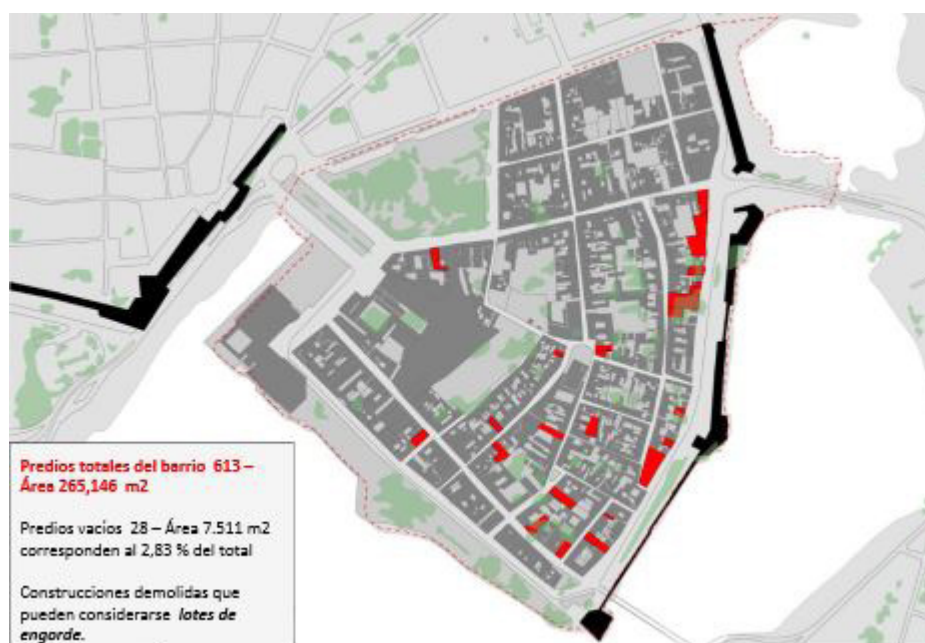 Predios totales del barrio 613 –
Área 265,146 m2
Predios vacios 28 – Área 7.511 m2
corresponden al 2,83 % del total
Construcciones demolidas que
pueden considerarse lotes de
engorde.